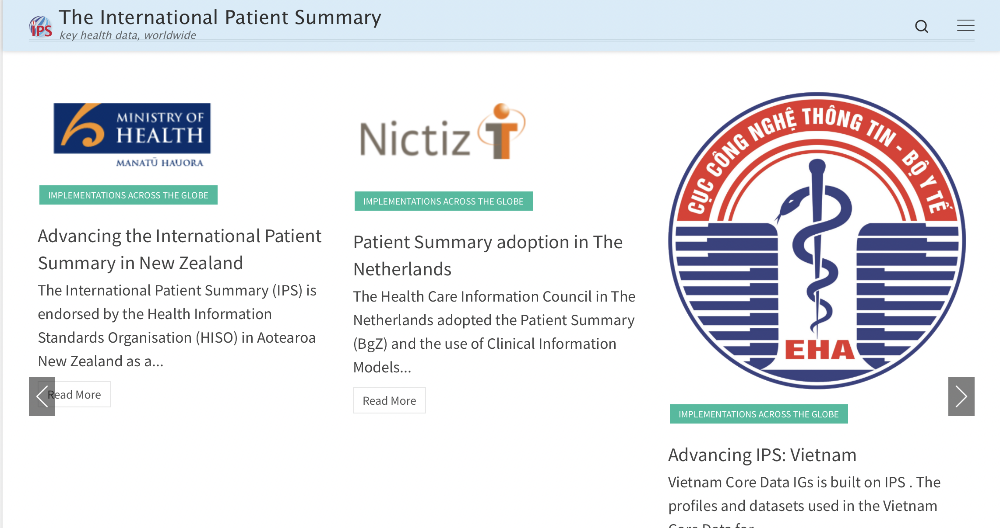 The International Patient Summary
IPS
key health data, worldwide
MINISTRY OF
HEALTH
MANATŪ HAUORA
IMPLEMENTATIONS ACROSS THE GLOBE
Advancing the International Patient
Summary in New Zealand
The International Patient Summary (IPS) is
endorsed by the Health Information
Standards Organisation (HISO) in Aotearoa
New Zealand as a...
Read More
Nictiz
IMPLEMENTATIONS ACROSS THE GLOBE
Patient Summary adoption in The
Netherlands
The Health Care Information Council in The
Netherlands adopted the Patient Summary
(BgZ) and the use of Clinical Information
Models...
Read More
CỤC CÔNG NGHỆ THÔNG TIN - BỘ Y TẾ
EHA
IMPLEMENTATIONS ACROSS THE GLOBE
Advancing IPS: Vietnam
Vietnam Core Data IGs is built on IPS . The
profiles and datasets used in the Vietnam
Core Data for